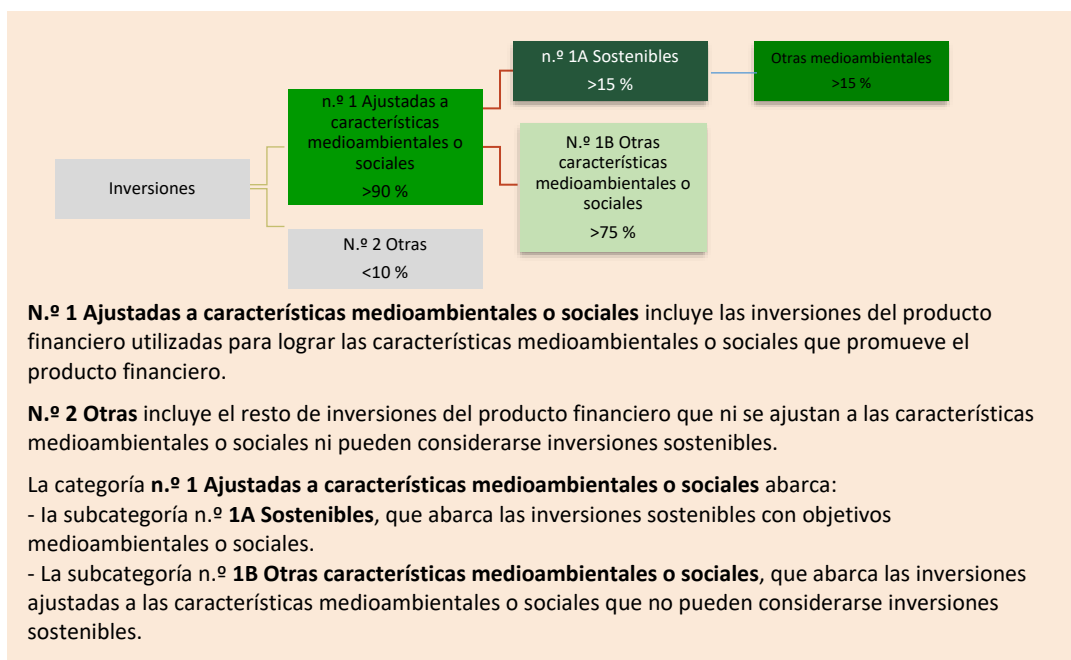 Inversiones
n.º 1 Ajustadas a
características
medioambientales o
sociales
>90 %
N.º 2 Otras
<10 %
n.º 1A Sostenibles
>15 %
N.º 1B Otras
características
medioambientales o
sociales
>75 %
Otras medioambientales
>15 %
N.º 1 Ajustadas a características medioambientales o sociales incluye las inversiones del producto
financiero utilizadas para lograr las características medioambientales o sociales que promueve el
producto financiero.
N.º 2 Otras incluye el resto de inversiones del producto financiero que ni se ajustan a las características
medioambientales o sociales ni pueden considerarse inversiones sostenibles.
La categoría n.º 1 Ajustadas a características medioambientales o sociales abarca:
- Ia subcategoría n.º 1A Sostenibles, que abarca las inversiones sostenibles con objetivos
medioambientales o sociales.
- La subcategoría n.º 1B Otras características medioambientales o sociales, que abarca las inversiones
ajustadas a las características medioambientales o sociales que no pueden considerarse inversiones
sostenibles.